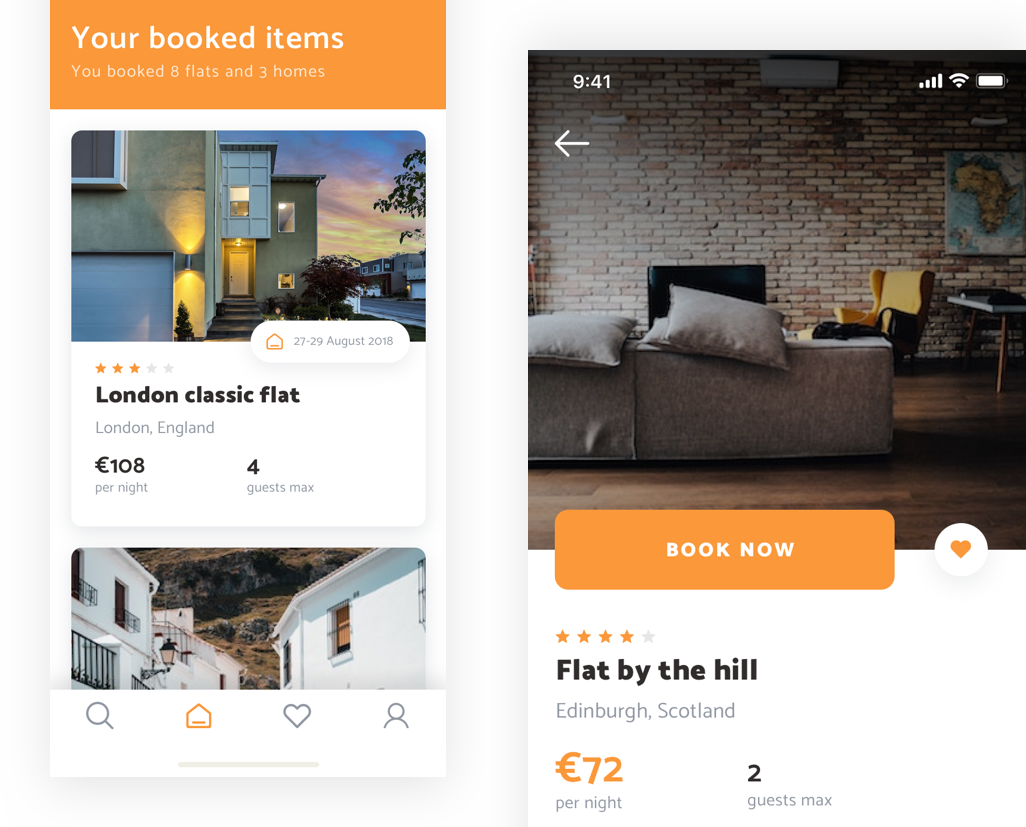 Your booked items
You booked 8 flats and 3 homes
27-29 August 2018
London classic flat
London, England
€108
4
per night
guests max
9:41
BOOK NOW
Flat by the hill
Edinburgh, Scotland
€72
2
per night
guests max